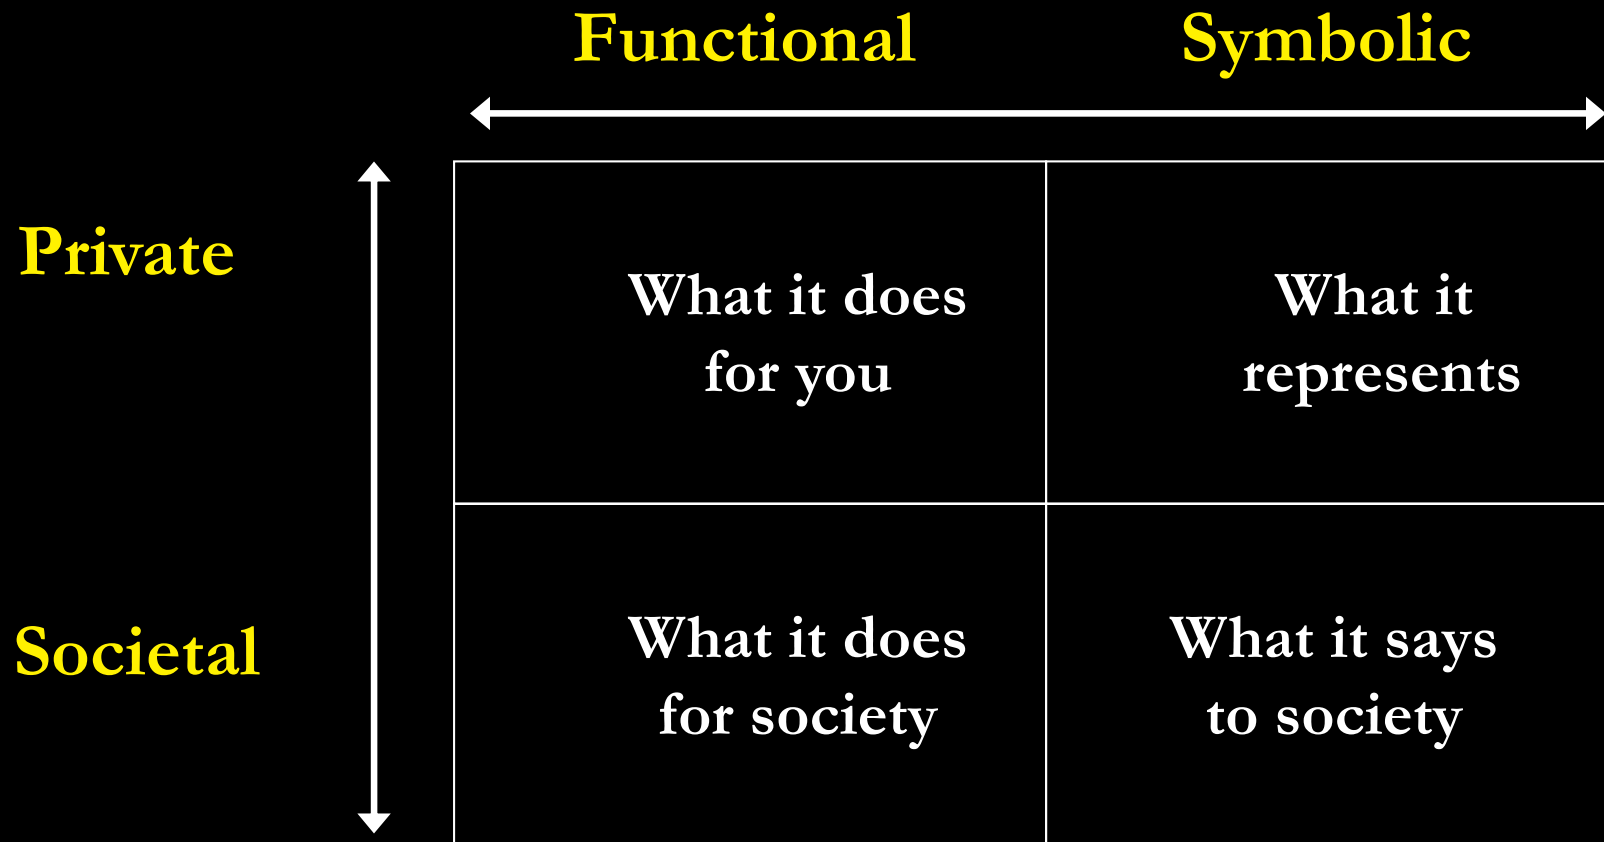 Functional Symbolic
Private
What it does
for you
What it
represents
Societal
What it does
for society
What it says
to society